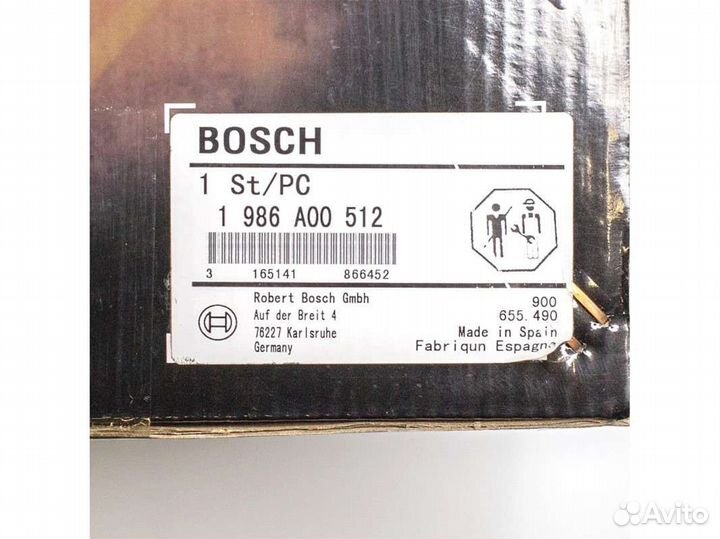 BOSCH
1 St/PC
1 986 A00 512
3 165141 866452
Robert Bosch Gmbh
Auf der Breit 4
76227 Karlsruhe
Germany
900
655.490
Made in Spain
Fabriqun Espagne
Avito